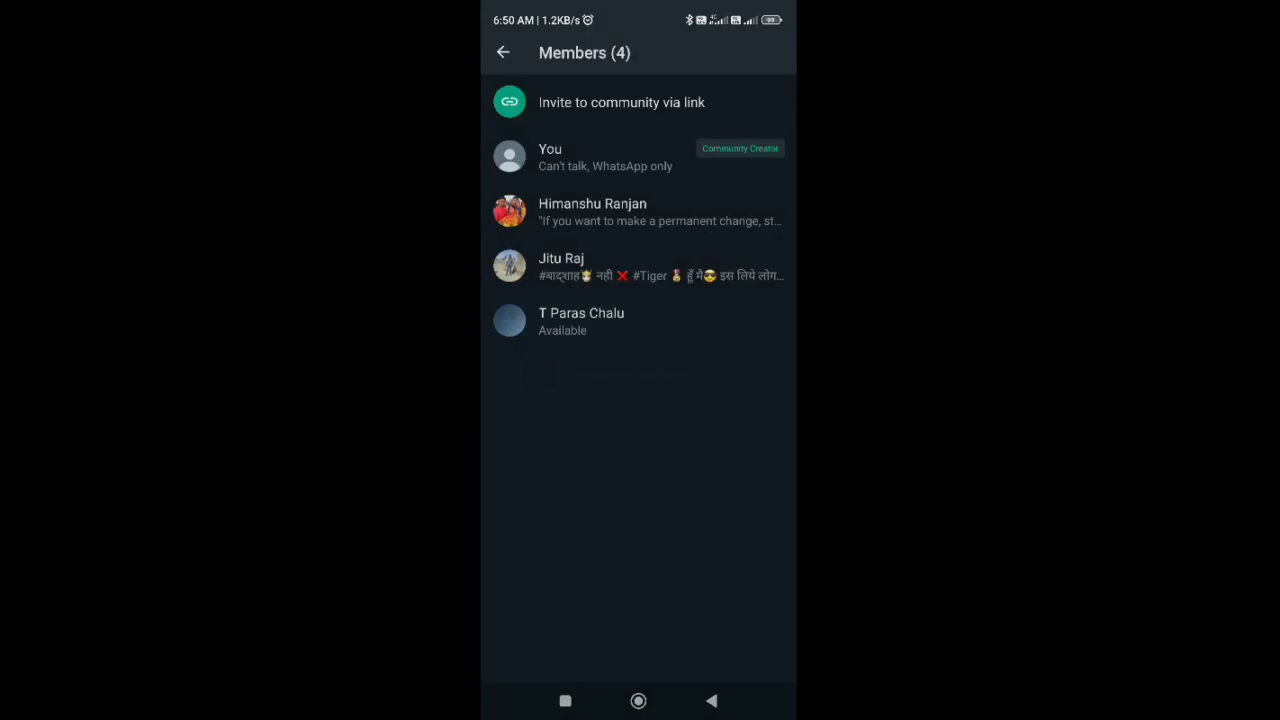 6:50 AM | 1.2KB/s
Members (4)
Invite to community via link
You
Community Creator
Can't talk, WhatsApp only
Himanshu Ranjan
"If you want to make a permanent change, st...
Jitu Raj
#बादशाह🤴 नही ❌ #Tiger 🎖 हूँ मै😎 इस लिये लोग...
T Paras Chalu
Available